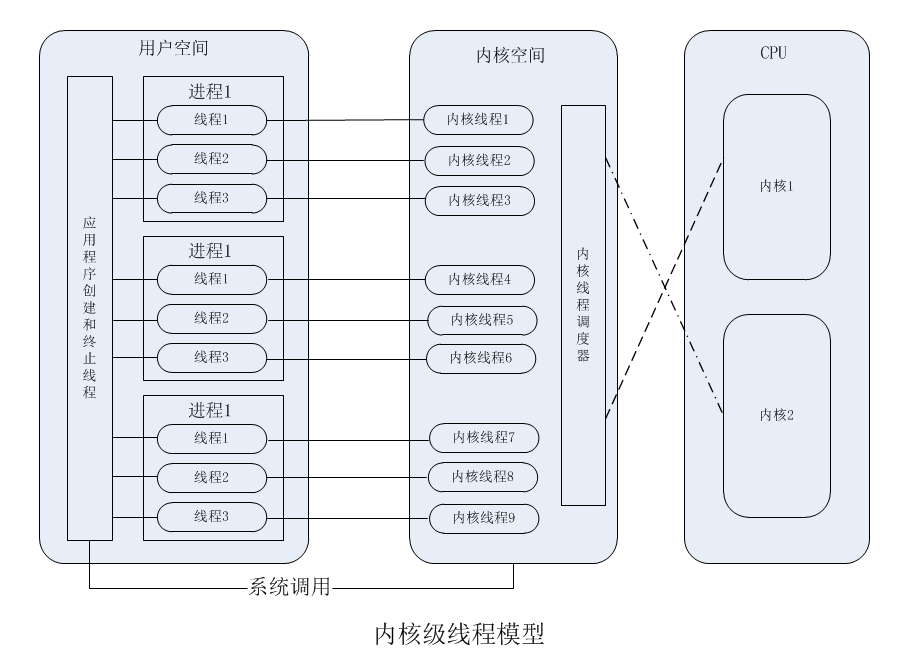 用户空间
应用程序创建和终止线程
进程1
线程1
线程2
线程3
进程1
线程1
线程2
线程3
进程1
线程1
线程2
线程3
内核空间
内核线程1
内核线程2
内核线程3
内核线程4
内核线程5
内核线程6
内核线程7
内核线程8
内核线程9
内核线程调度器
CPU
内核1
内核2
系统调用
内核级线程模型